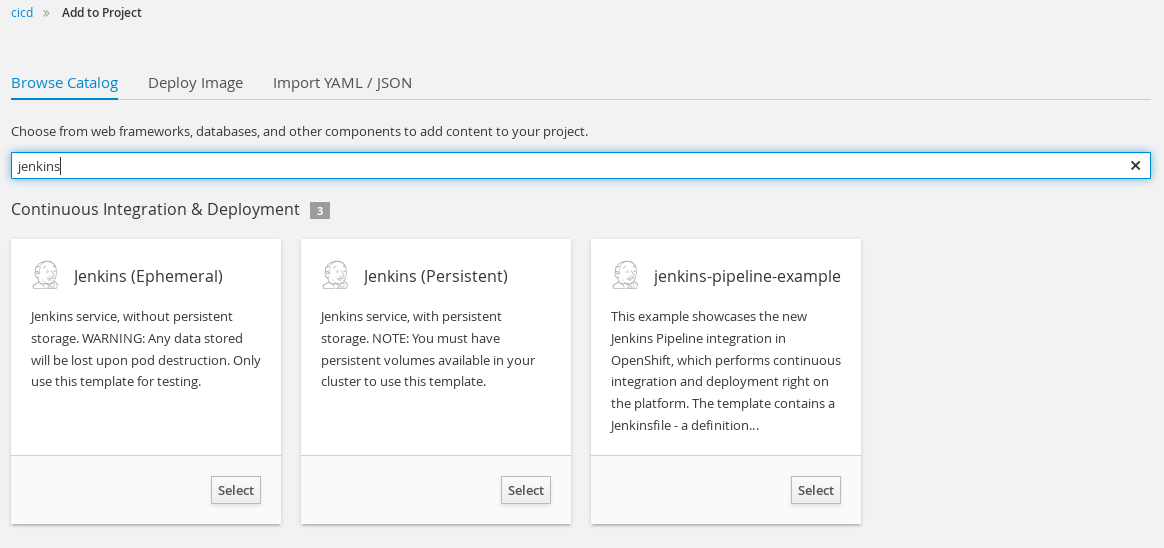 cicd » Add to Project
Browse Catalog Deploy Image Import YAML / JSON
Choose from web frameworks, databases, and other components to add content to your project.
jenkins ×
Continuous Integration & Deployment 3
Jenkins (Ephemeral)
Jenkins service, without persistent
storage. WARNING: Any data stored
will be lost upon pod destruction. Only
use this template for testing.
Select
Jenkins (Persistent)
Jenkins service, with persistent
storage. NOTE: You must have
persistent volumes available in your
cluster to use this template.
Select
jenkins-pipeline-example
This example showcases the new
Jenkins Pipeline integration in
OpenShift, which performs continuous
integration and deployment right on
the platform. The template contains a
Jenkinsfile - a definition...
Select